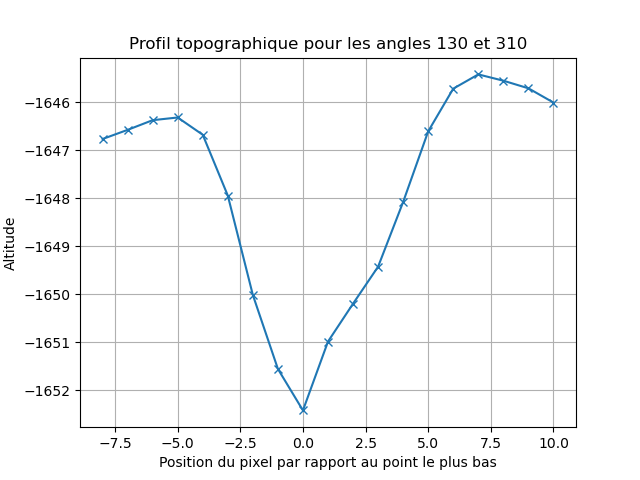 Profil topographique pour les angles 130 et 310
−1646
−1647
−1648
−1649
−1650
−1651
−1652
Altitude
−7.5 −5.0 −2.5 0.0 2.5 5.0 7.5 10.0
Position du pixel par rapport au point le plus bas